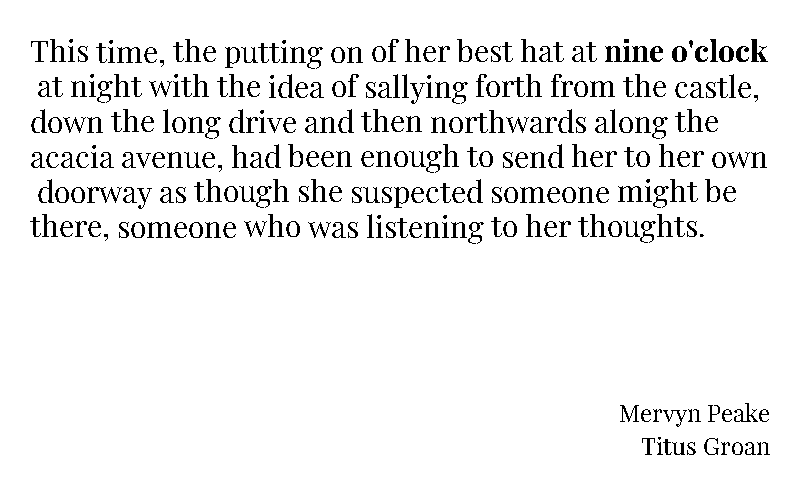 This time, the putting on of her best hat at nine o'clock
at night with the idea of sallying forth from the castle,
down the long drive and then northwards along the
acacia avenue, had been enough to send her to her own
doorway as though she suspected someone might be
there, someone who was listening to her thoughts.
Mervyn Peake
Titus Groan